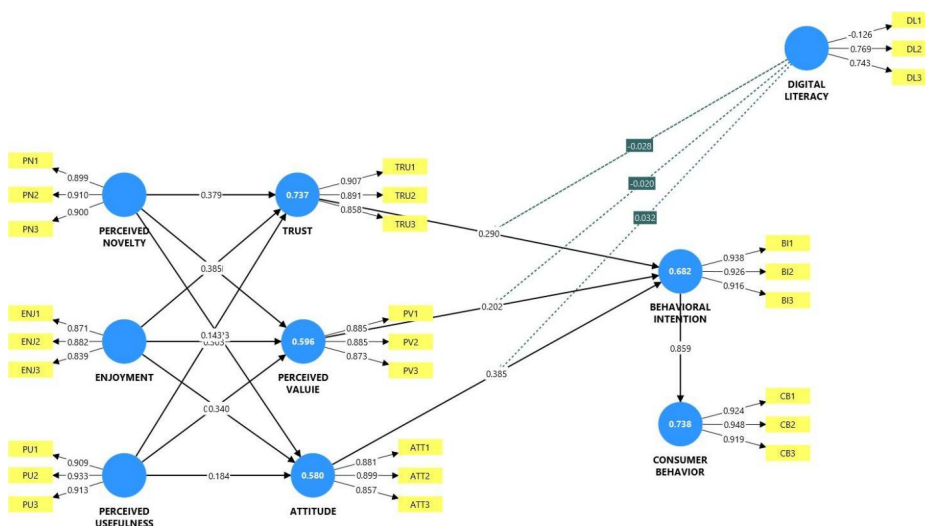 DL1
-0.126
DL2
0.769
DL3
0.743
DIGITAL
LITERACY
-0.028
-0.020
0.032
PN1
0.899
PN2
0.910
PN3
0.900
PERCEIVED
NOVELTY
0.379
0.737
TRUST
TRU1
0.907
TRU2
0.891
TRU3
0.858
0.290
0.385
BI1
0.938
BI2
0.926
BI3
0.916
0.682
BEHAVIORAL
INTENTION
ENJ1
0.871
ENJ2
0.882
ENJ3
0.839
ENJOYMENT
0.143
0.596
PERCEIVED
VALUIE
PV1
0.885
PV2
0.885
PV3
0.873
0.202
0.385
0.859
0.340
PU1
0.909
PU2
0.933
PU3
0.913
PERCEIVED
USEFULNESS
0.184
0.580
ATTITUDE
ATT1
0.881
ATT2
0.899
ATT3
0.857
0.738
CONSUMER
BEHAVIOR
CB1
0.924
CB2
0.948
CB3
0.919